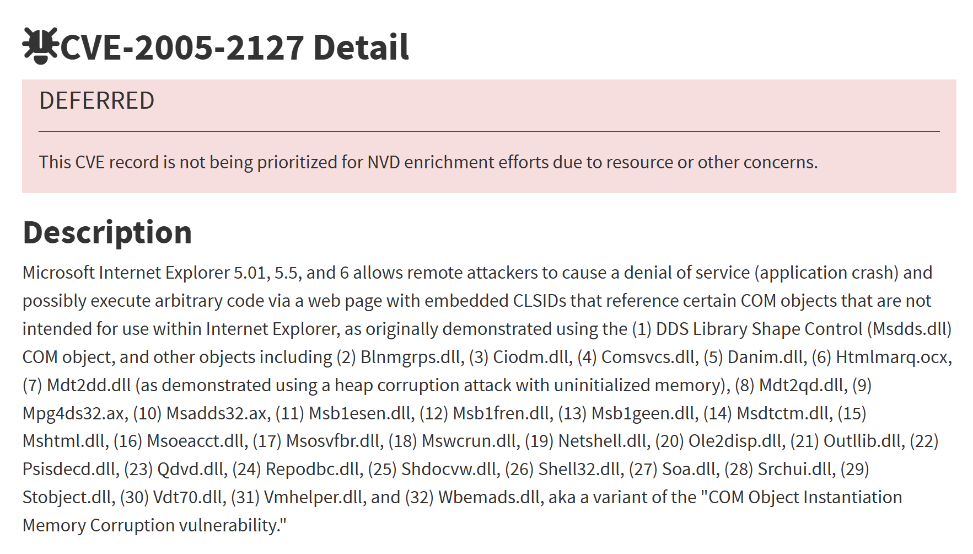 CVE-2005-2127 Detail
DEFERRED
This CVE record is not being prioritized for NVD enrichment efforts due to resource or other concerns.
Description
Microsoft Internet Explorer 5.01, 5.5, and 6 allows remote attackers to cause a denial of service (application crash) and
possibly execute arbitrary code via a web page with embedded CLSIDs that reference certain COM objects that are not
intended for use within Internet Explorer, as originally demonstrated using the (1) DDS Library Shape Control (Msdds.dll)
COM object, and other objects including (2) Blnmgrps.dll, (3) Ciodm.dll, (4) Comsvcs.dll, (5) Danim.dll, (6) Htmlmarq.ocx,
(7) Mdt2dd.dll (as demonstrated using a heap corruption attack with uninitialized memory), (8) Mdt2qd.dll, (9)
Mpg4ds32.ax, (10) Msadds32.ax, (11) Msb1esen.dll, (12) Msb1fren.dll, (13) Msb1geen.dll, (14) Msdtctm.dll, (15)
Mshtml.dll, (16) Msoeacct.dll, (17) Msosvfbr.dll, (18) Mswcrun.dll, (19) Netshell.dll, (20) Ole2disp.dll, (21) Outllib.dll, (22)
Psisdecd.dll, (23) Qdvd.dll, (24) Repodbc.dll, (25) Shdocvw.dll, (26) Shell32.dll, (27) Soa.dll, (28) Srchui.dll, (29)
Stobject.dll, (30) Vdt70.dll, (31) Vmhelper.dll, and (32) Wbemads.dll, aka a variant of the "COM Object Instantiation
Memory Corruption vulnerability."